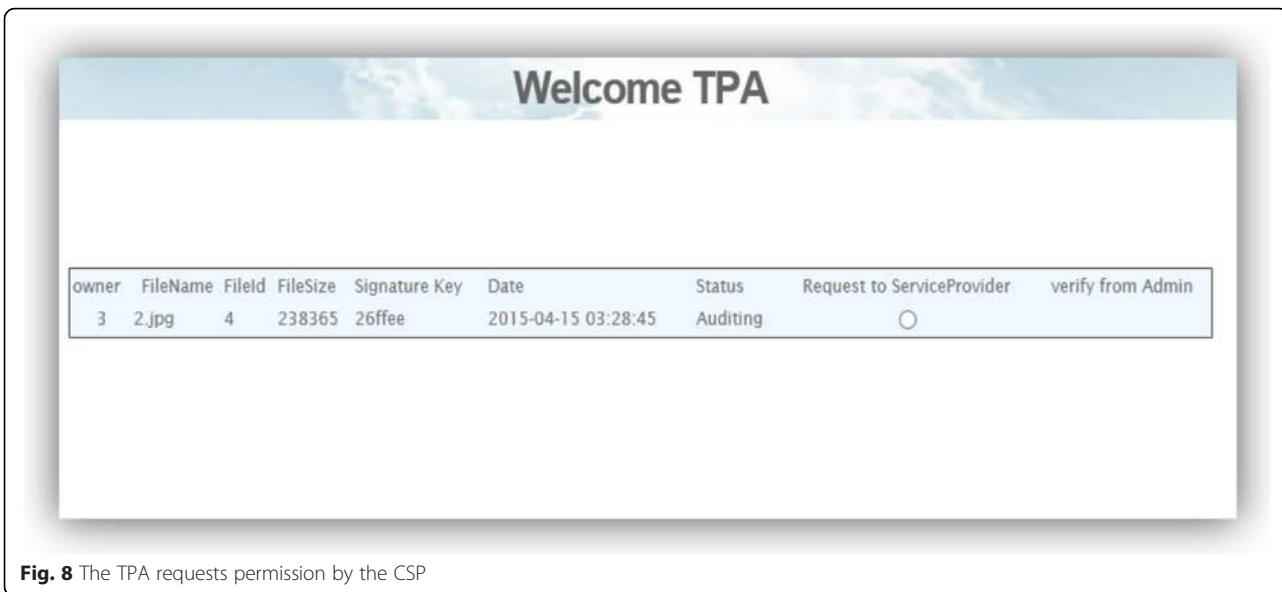 Welcome TPA
owner FileName FileId FileSize Signature Key Date Status Request to ServiceProvider verify from Admin
3 2.jpg 4 238365 26ffee 2015-04-15 03:28:45 Auditing
Fig. 8 The TPA requests permission by the CSP